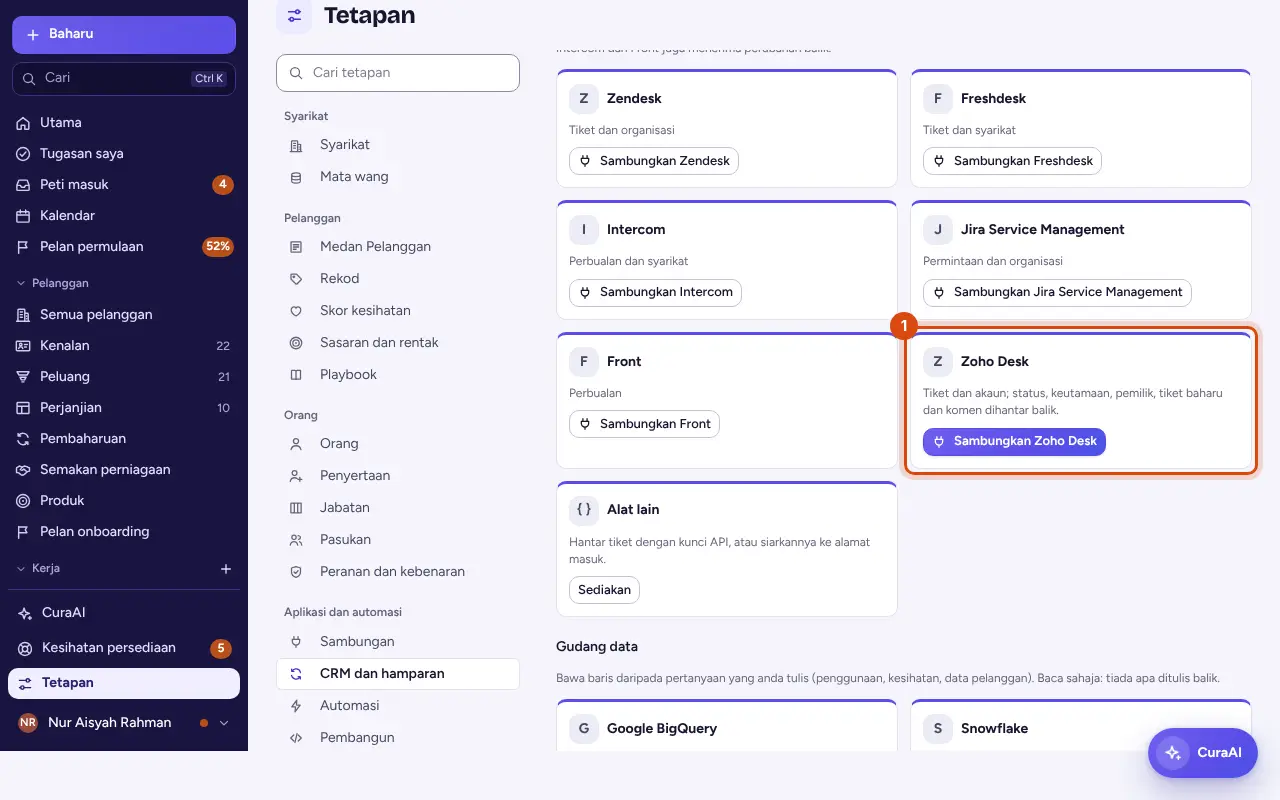 Baharu
Cari
Ctrl K
Utama
Tugasan saya
Peti masuk
4
Kalendar
Pelan permulaan
52%
Pelanggan
Semua pelanggan
Kenalan
22
Peluang
21
Perjanjian
10
Pembaharuan
Semakan perniagaan
Produk
Pelan onboarding
Kerja
CuraAI
Kesihatan persediaan
5
Tetapan
NR
Nur Aisyah Rahman
Tetapan
Cari tetapan
Syarikat
Syarikat
Mata wang
Pelanggan
Medan Pelanggan
Rekod
Skor kesihatan
Sasaran dan rentak
Playbook
Orang
Orang
Penyertaan
Jabatan
Pasukan
Peranan dan kebenaran
Aplikasi dan automasi
Sambungan
CRM dan hamparan
Automasi
Pembangun
Intercom dan Front juga menerima perubahan balik.
Z
Zendesk
Tiket dan organisasi
Sambungkan Zendesk
F
Freshdesk
Tiket dan syarikat
Sambungkan Freshdesk
I
Intercom
Perbualan dan syarikat
Sambungkan Intercom
J
Jira Service Management
Permintaan dan organisasi
Sambungkan Jira Service Management
F
Front
Perbualan
Sambungkan Front
1
Z
Zoho Desk
Tiket dan akaun; status, keutamaan, pemilik, tiket baharu
dan komen dihantar balik.
Sambungkan Zoho Desk
{ }
Alat lain
Hantar tiket dengan kunci API, atau siarkannya ke alamat
masuk.
Sediakan
Gudang data
Bawa baris daripada pertanyaan yang anda tulis (penggunaan, kesihatan, data pelanggan). Baca sahaja: tiada apa ditulis balik.
G
Google BigQuery
S
Snowflake
CuraAI